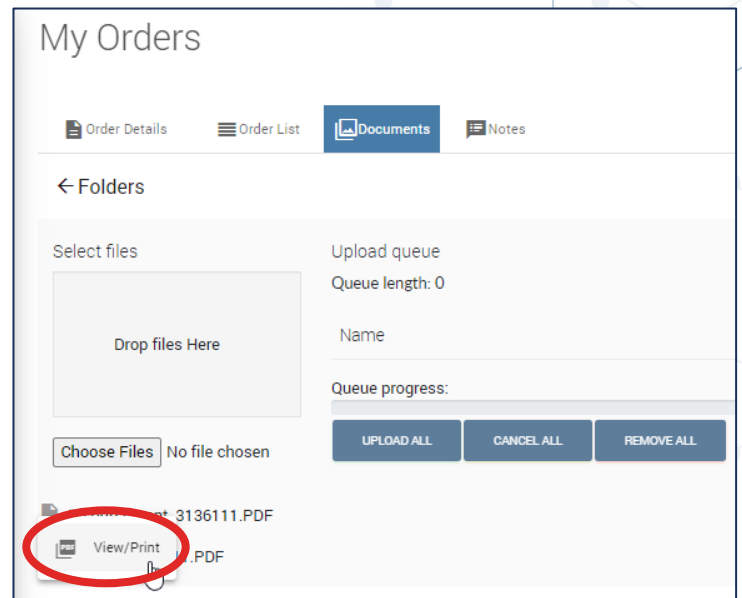 My Orders
Order Details Order List Documents Notes
← Folders
Select files Upload queue
Queue length: 0
Drop files Here Name
Queue progress:
UPLOAD ALL CANCEL ALL REMOVE ALL
Choose Files No file chosen
3136111.PDF
PDF View/Print
.PDF